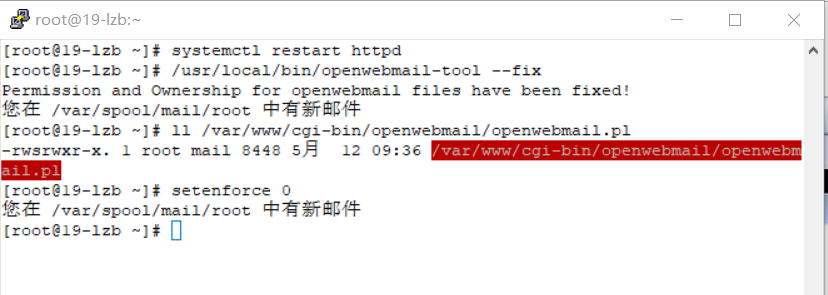 root@19-lzb:~
[root@19-lzb ~]# systemctl restart httpd
[root@19-lzb ~]# /usr/local/bin/openwebmail-tool --fix
Permission and Ownership for openwebmail files have been fixed!
您在 /var/spool/mail/root 中有新邮件
[root@19-lzb ~]# ll /var/www/cgi-bin/openwebmail/openwebmail.pl
-rwsrwxr-x. 1 root mail 8448 5月  12 09:36 /var/www/cgi-bin/openwebmail/openwebm
ail.pl
[root@19-lzb ~]# setenforce 0
您在 /var/spool/mail/root 中有新邮件
[root@19-lzb ~]#